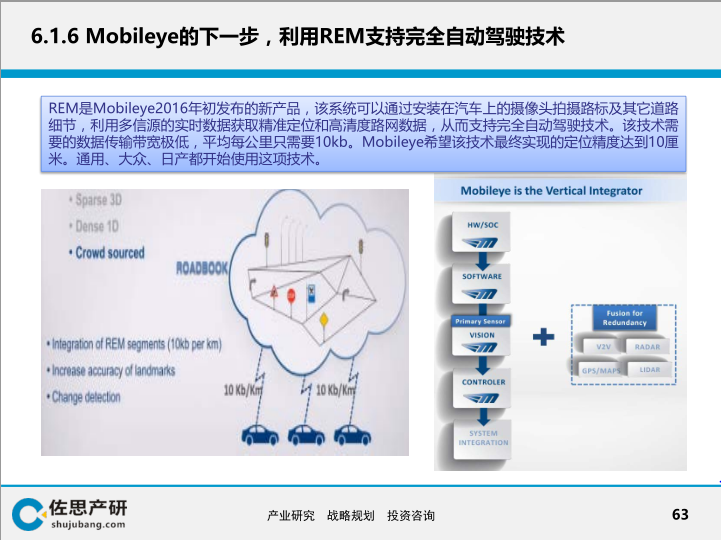 6.1.6 Mobileye的下一步，利用REM支持完全自动驾驶技术
REM是Mobileye2016年初发布的新产品，该系统可以通过安装在汽车上的摄像头拍摄路标及其它道路
细节，利用多信源的实时数据获取精准定位和高清度路网数据，从而支持完全自动驾驶技术。该技术需
要的数据传输带宽极低，平均每公里只需要10kb。Mobileye希望该技术最终实现的定位精度达到10厘
米。通用、大众、日产都开始使用这项技术。
• Sparse 3D
• Dense 1D
• Crowd sourced
ROADBOOK
• Integration of REM segments (10kb per km)
• Increase accuracy of landmarks
• Change detection
10 Kb/Km
10 Kb/Km
Mobileye is the Vertical Integrator
HW/SOC
SOFTWARE
Primary Sensor
VISION
CONTROLER
SYSTEM
INTEGRATION
Fusion for
Redundancy
V2V
RADAR
GPS/MAPS
LIDAR
佐思产研
shujubang.com
产业研究 战略规划 投资咨询
63